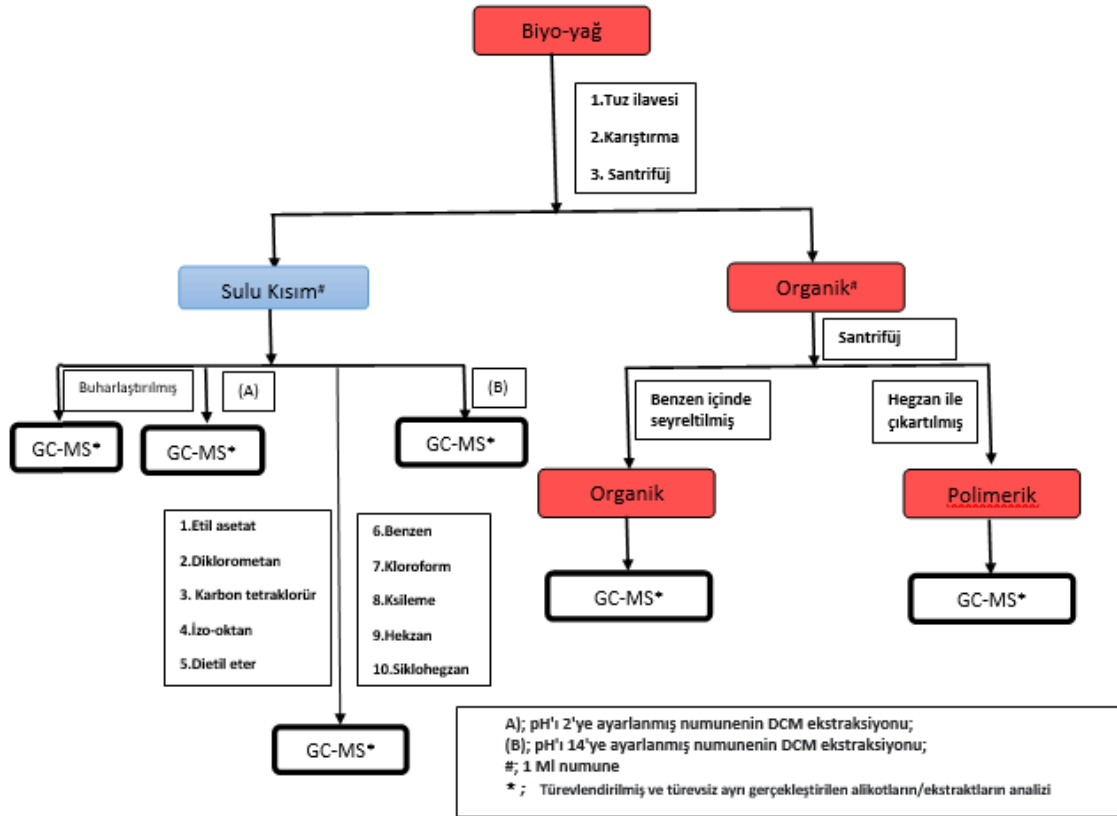 Biyo-yağ
1.Tuz ilavesi
2.Karıştırma
3. Santrifüj
Sulu Kısım#
Organik#
Santrifüj
Buharlaştırılmış
(A)
(B)
Benzen içinde
seyreltilmiş
Hegzan ile
çıkartılmış
GC-MS*
GC-MS*
GC-MS*
Organik
Polimerik
1.Etil asetat
2.Diklorometan
3. Karbon tetraklorür
4.İzo-oktan
5.Dietil eter
6.Benzen
7.Kloroform
8.Ksileme
9.Hekzan
10.Siklohegzan
GC-MS*
GC-MS*
GC-MS*
A); pH'ı 2'ye ayarlanmış numunenin DCM ekstraksiyonu;
(B); pH'ı 14'ye ayarlanmış numunenin DCM ekstraksiyonu;
#; 1 Ml numune
* ; Türevlendirilmiş ve türevsiz ayrı gerçekleştirilen alikotların/ekstraktların analizi